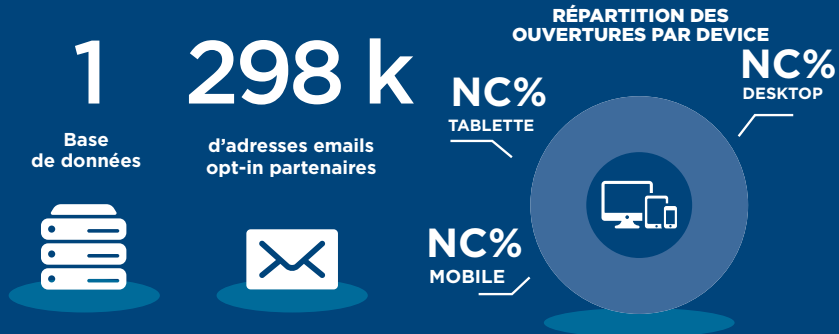 1
Base
de données
298 k
d'adresses emails
opt-in partenaires
RÉPARTITION DES
OUVERTURES PAR DEVICE
NC%
TABLETTE
NC%
DESKTOP
NC%
MOBILE